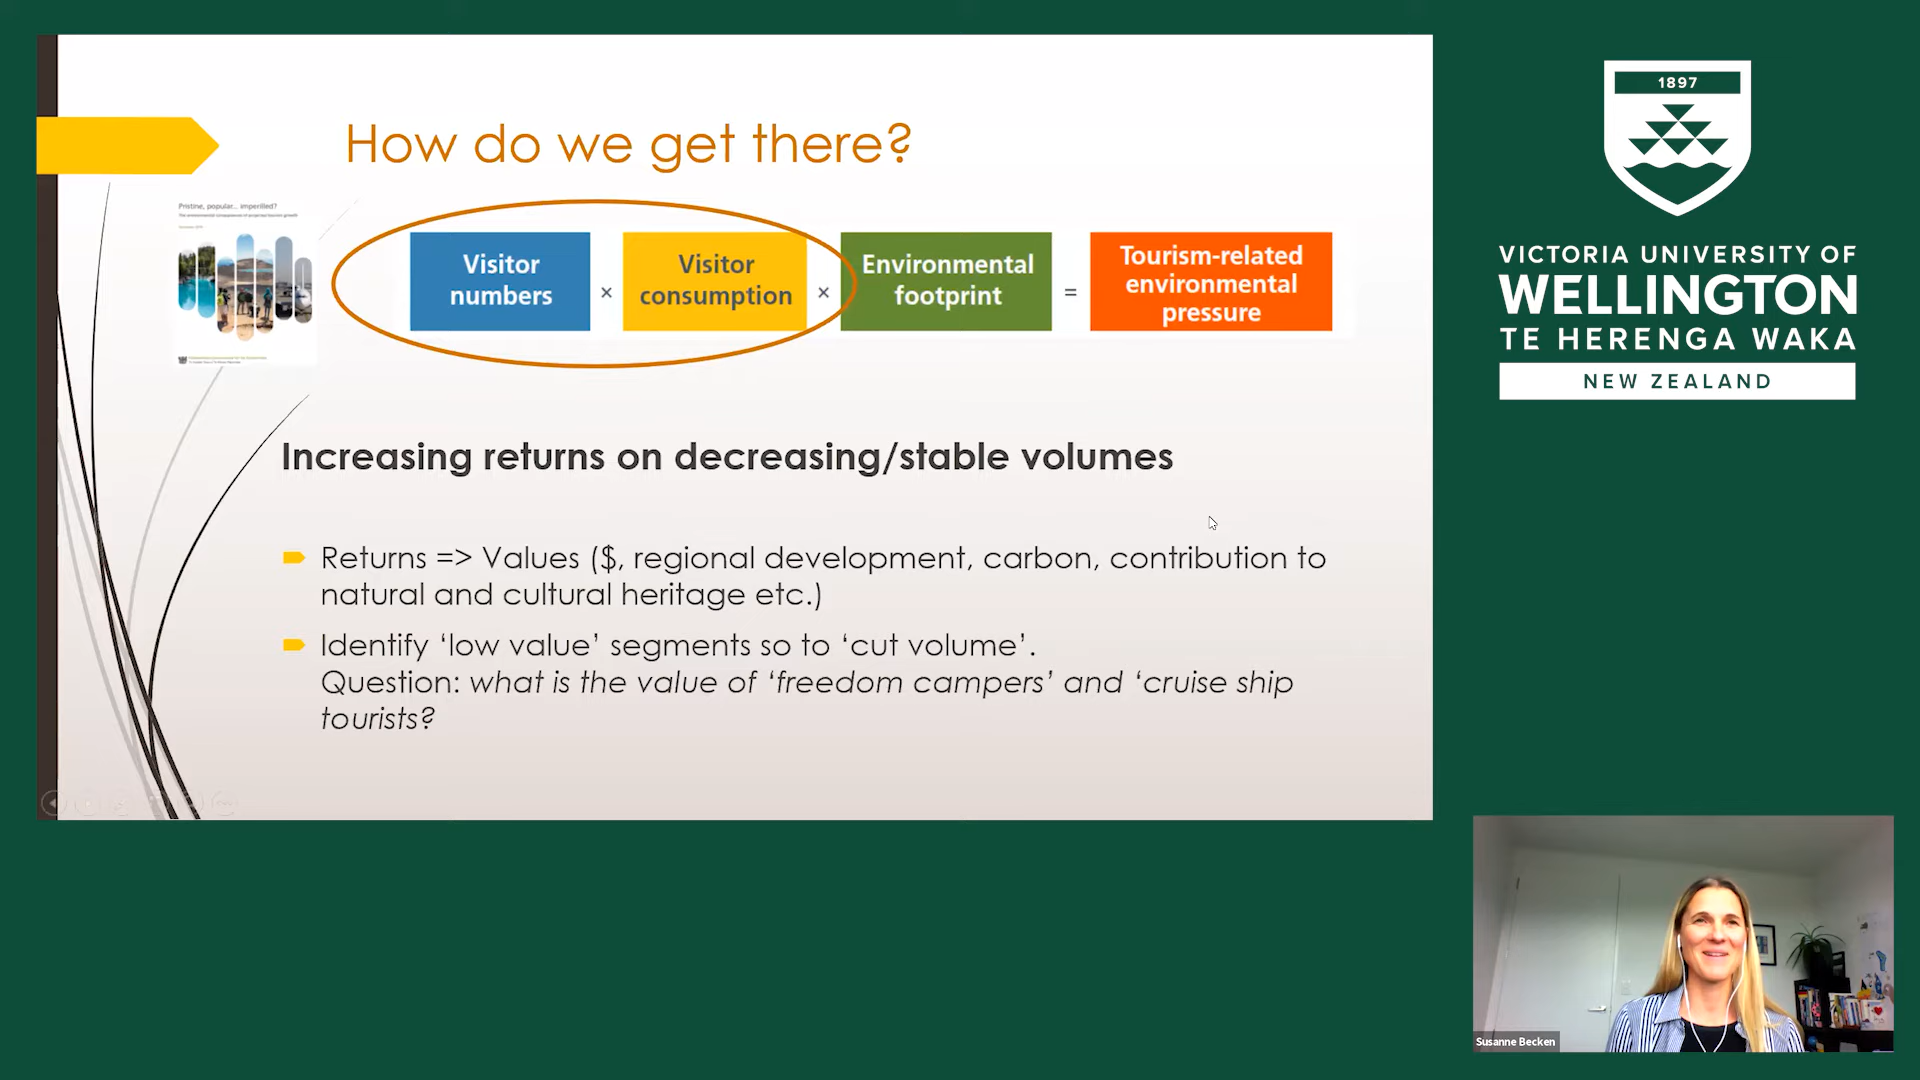 How do we get there?
Pristine, popular... imperilled?
Visitor
numbers
×
Visitor
consumption
×
Environmental
footprint
=
Tourism-related
environmental
pressure
Increasing returns on decreasing/stable volumes
Returns => Values ($, regional development, carbon, contribution to
natural and cultural heritage etc.)
Identify ‘low value’ segments so to ‘cut volume’.
Question: what is the value of ‘freedom campers’ and ‘cruise ship
tourists?
1897
VICTORIA UNIVERSITY OF
WELLINGTON
TE HERENGA WAKA
NEW ZEALAND
Susanne Becken